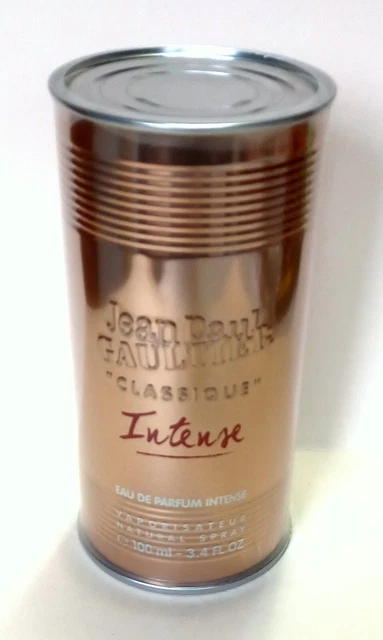 Jean Paul
GAULTIER
"CLASSIQUE"
Intense
EAU DE PARFUM INTENSE
VAPORISATEUR
NATURAL SPRAY
100 ml - 3.4 FL OZ